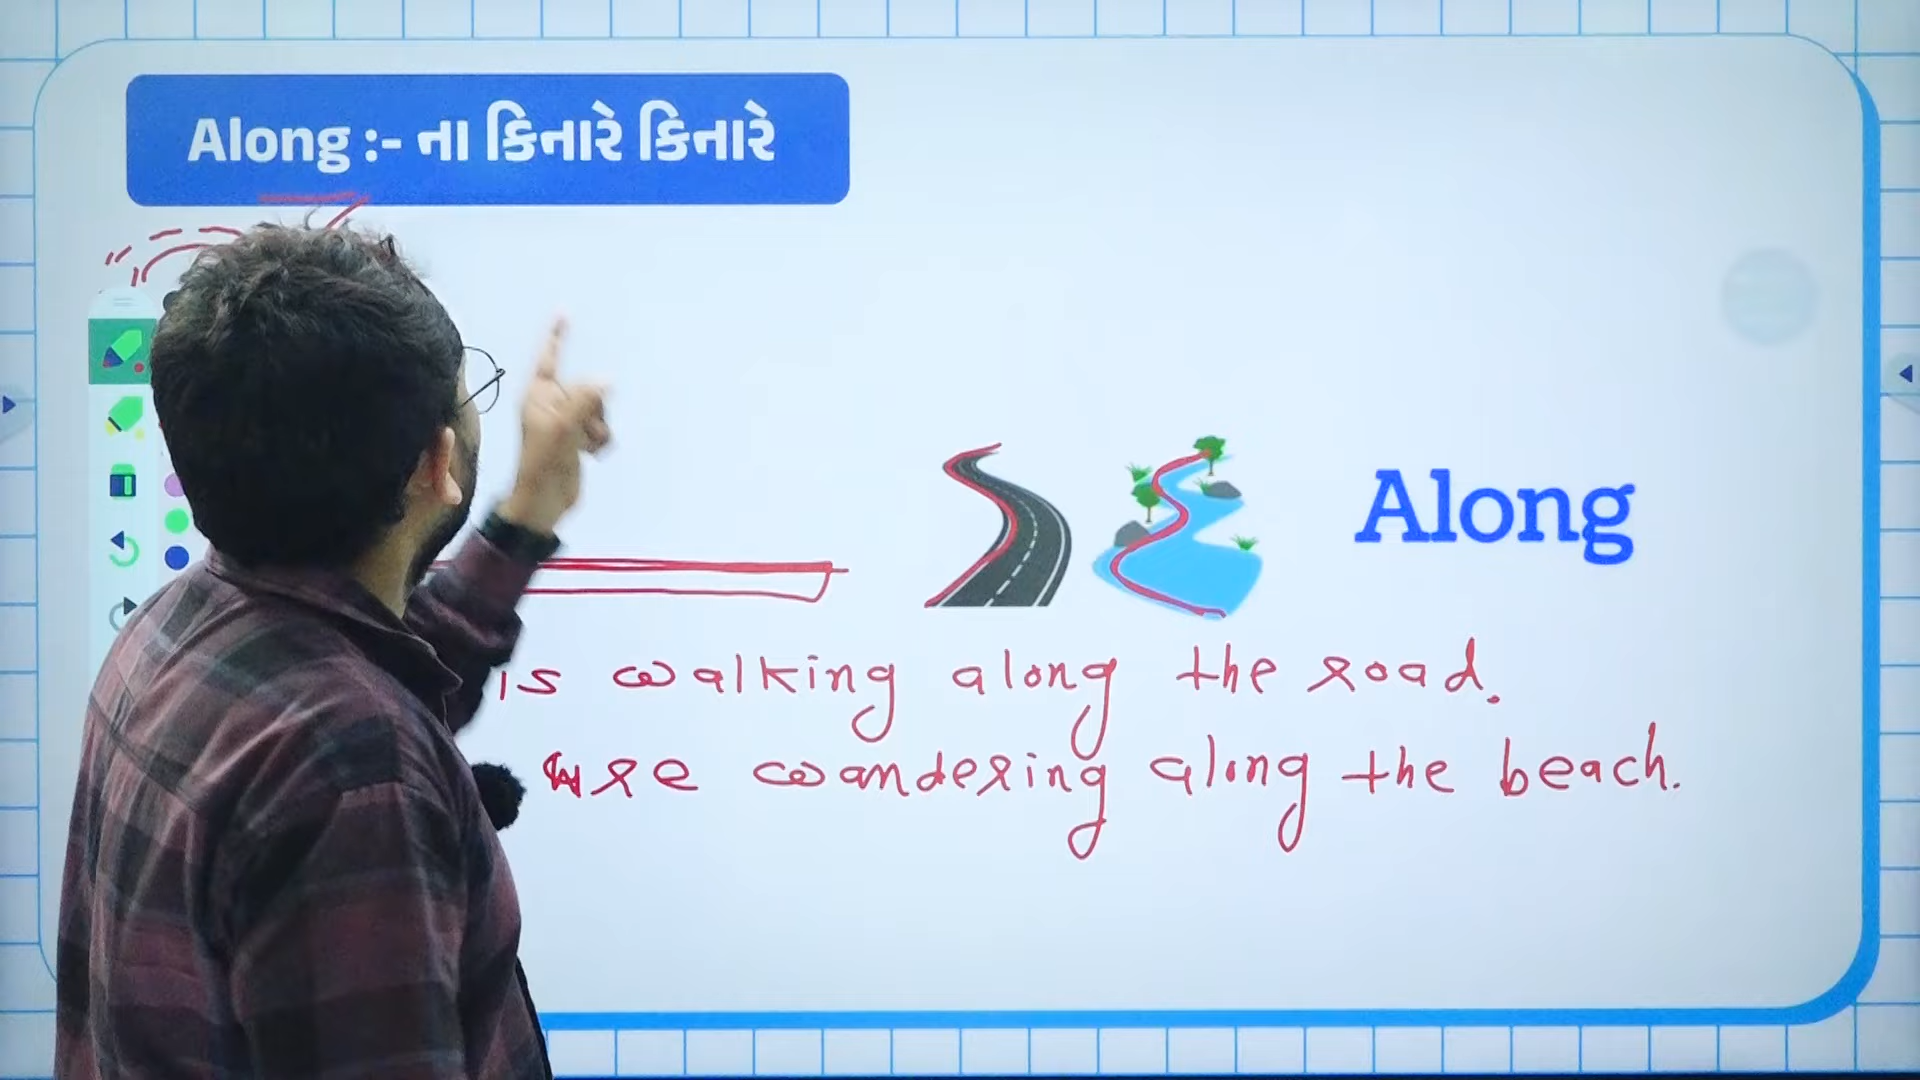 Along :- ના કિનારે કિનારે
Along
is walking along the road.
are wandering along the beach.